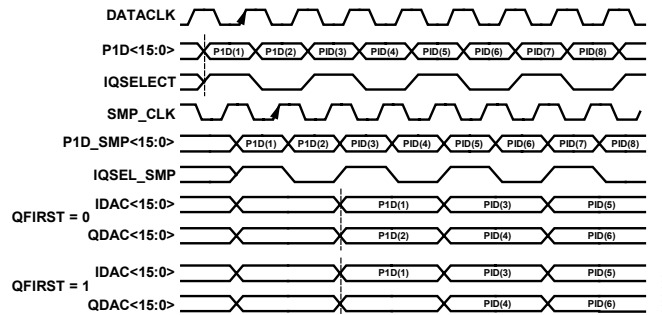 DATACLK
P1D<15:0> P1D(1) P1D(2) PID(3) PID(4) PID(5) PID(6) PID(7) PID(8)
IQSELECT
SMP_CLK
P1D_SMP<15:0> P1D(1) P1D(2) PID(3) PID(4) PID(5) PID(6) PID(7) PID(8)
IQSEL_SMP
QFIRST = 0
IDAC<15:0> P1D(1) PID(3) PID(5)
QDAC<15:0> P1D(2) PID(4) PID(6)
QFIRST = 1
IDAC<15:0> P1D(1) PID(3) PID(5)
QDAC<15:0> PID(4) PID(6)